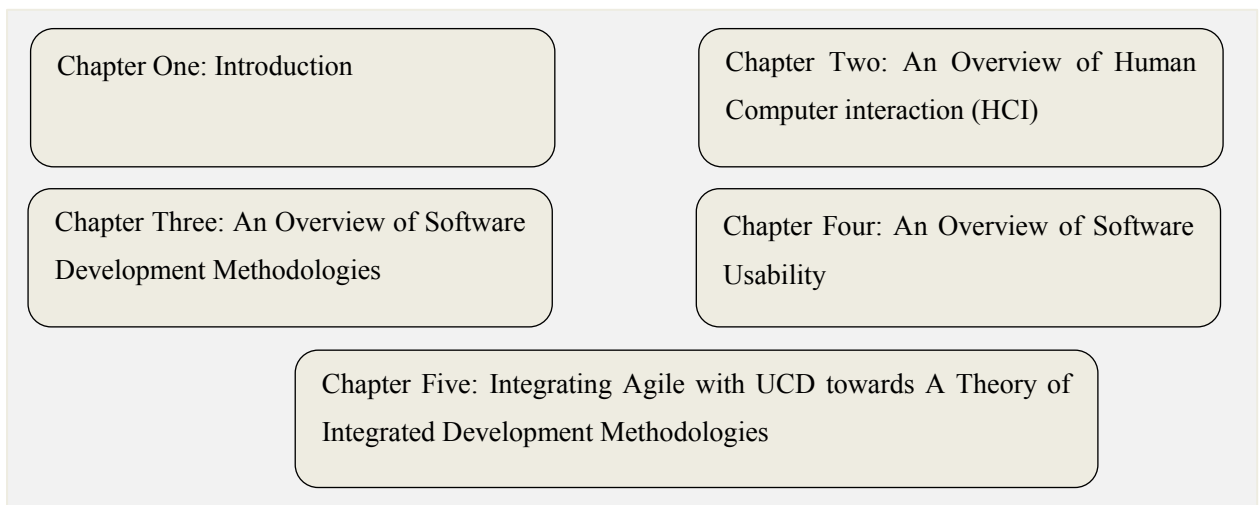 Chapter One: Introduction
Chapter Two: An Overview of Human
Computer interaction (HCI)
Chapter Three: An Overview of Software
Development Methodologies
Chapter Four: An Overview of Software
Usability
Chapter Five: Integrating Agile with UCD towards A Theory of
Integrated Development Methodologies